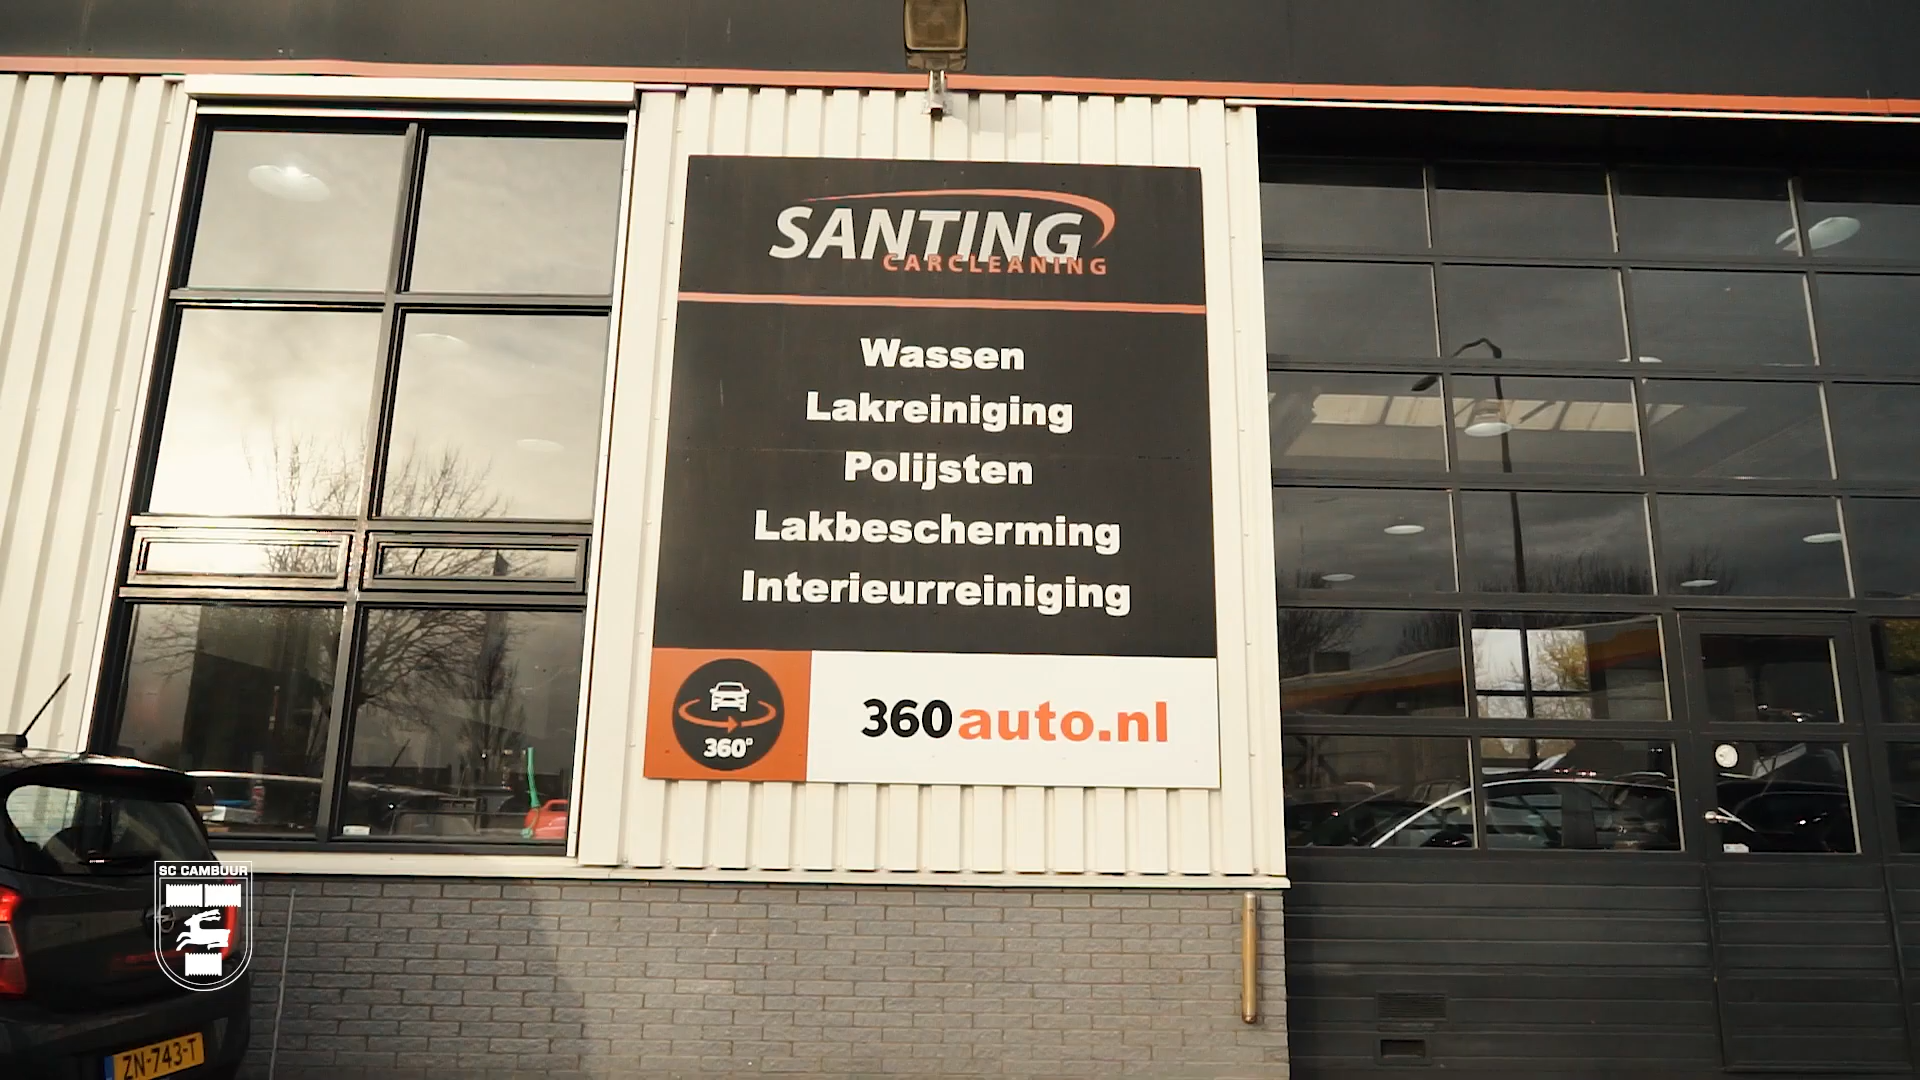 SANTING
CARCLEANING
Wassen
Lakreiniging
Polijsten
Lakbescherming
Interieurreiniging
360°
360auto.nl
SC CAMBUUR
ZN-743-T